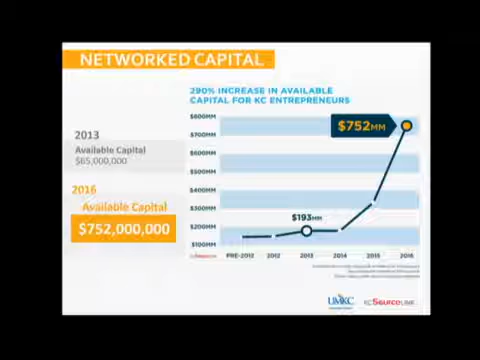 NETWORKED CAPITAL
290% INCREASE IN AVAILABLE
CAPITAL FOR KC ENTREPRENEURS
2013
Available Capital
$65,000,000
2016
Available Capital
$752,000,000
$800MM
$700MM
$600MM
$500MM
$400MM
$300MM
$200MM
$100MM
$752MM
$193MM
PRE-2012
2012
2013
2014
2015
2016
UMKC
KCSOURCELINK